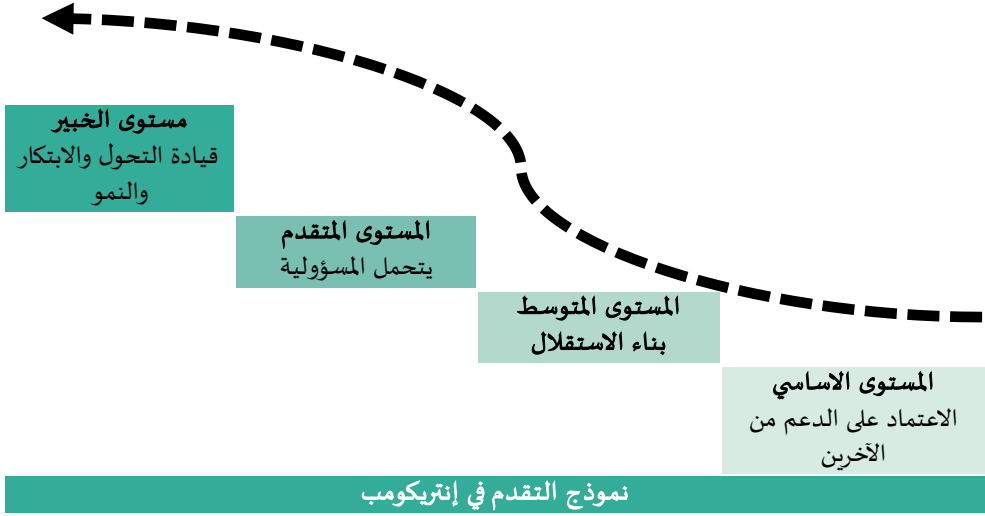 مستوى الخبير
قيادة التحول والابتكار
والنمو
المستوى المتقدم
يتحمل المسؤولية
المستوى المتوسط
بناء الاستقلال
المستوى الاساسي
الاعتماد على الدعم من
الآخرين
نموذج التقدم في إنتريكومب